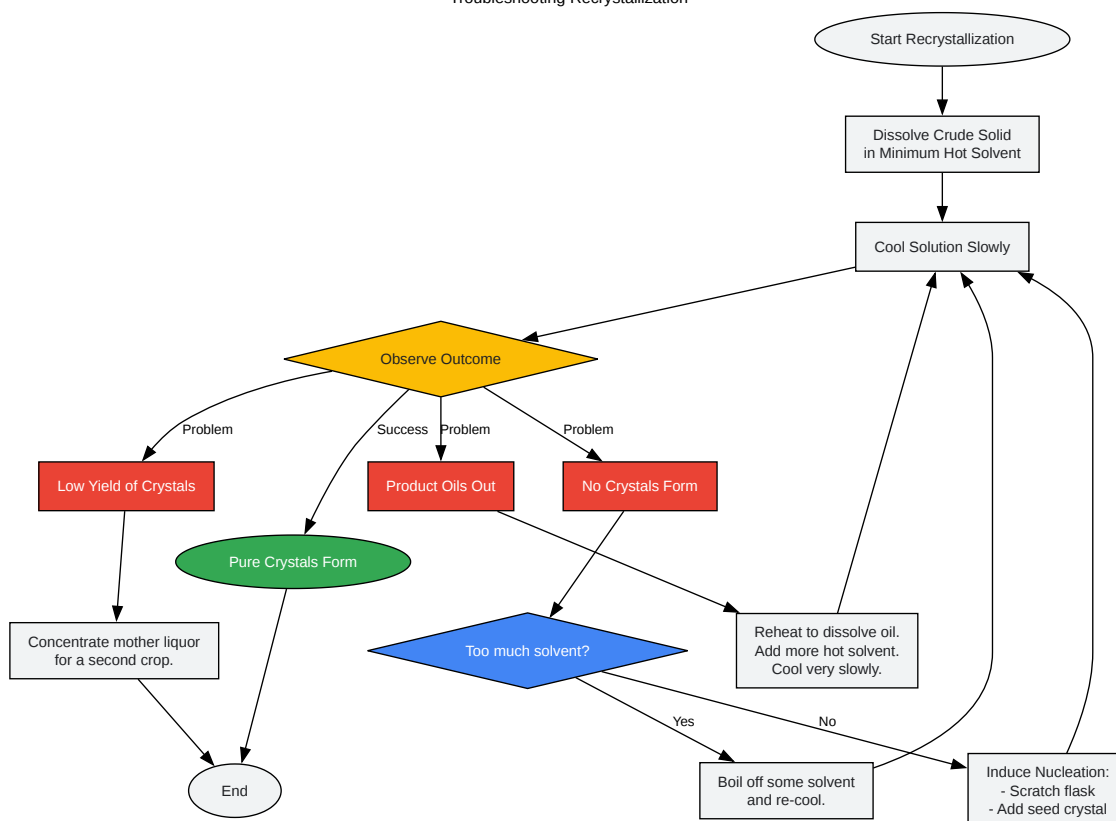 Troubleshooting Recrystallization
Start Recrystallization
Dissolve Crude Solid
in Minimum Hot Solvent
Cool Solution Slowly
Observe Outcome
Problem
Success
Problem
Problem
Low Yield of Crystals
Product Oils Out
No Crystals Form
Pure Crystals Form
Concentrate mother liquor
for a second crop.
Too much solvent?
Reheat to dissolve oil.
Add more hot solvent.
Cool very slowly.
Yes
No
End
Boil off some solvent
and re-cool.
Induce Nucleation:
- Scratch flask
- Add seed crystal